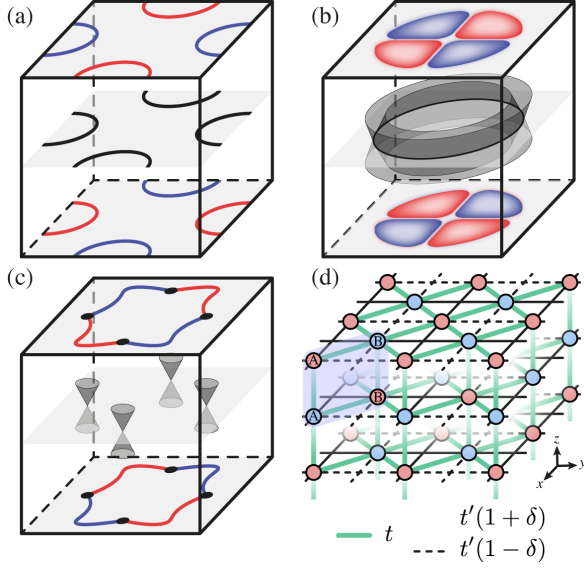 (a)
(b)
(c)
(d)
A
B
A
B
z
y
x
t
t′(1 + δ)
t′(1 − δ)